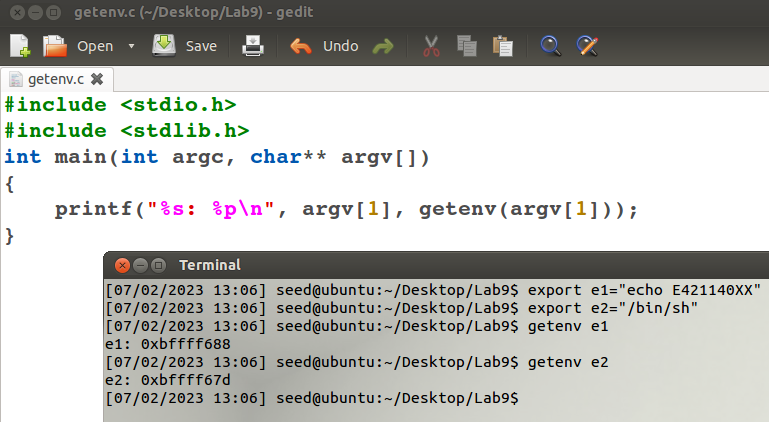 getenv.c (~/Desktop/Lab9) - gedit
Open Save Undo
getenv.c
#include <stdio.h>
#include <stdlib.h>
int main(int argc, char** argv[])
{
    printf("%s: %p\n", argv[1], getenv(argv[1]));
}
Terminal
[07/02/2023 13:06] seed@ubuntu:~/Desktop/Lab9$ export e1="echo E421140XX"
[07/02/2023 13:06] seed@ubuntu:~/Desktop/Lab9$ export e2="/bin/sh"
[07/02/2023 13:06] seed@ubuntu:~/Desktop/Lab9$ getenv e1
e1: 0xbffff688
[07/02/2023 13:06] seed@ubuntu:~/Desktop/Lab9$ getenv e2
e2: 0xbffff67d
[07/02/2023 13:06] seed@ubuntu:~/Desktop/Lab9$